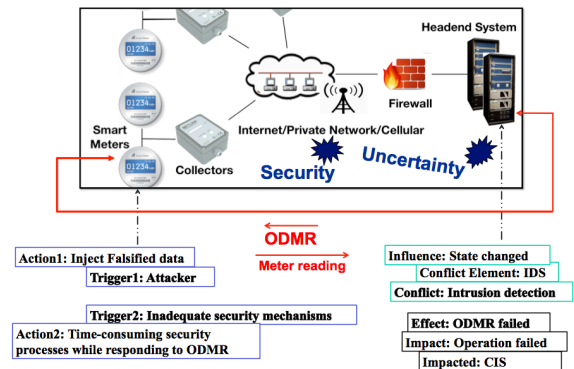 Headend System
01234
01234
Firewall
Smart
Meters
01234
Collectors
Internet/Private Network/Cellular
Security
Uncertainty
ODMR
Meter reading
Action1: Inject Falsified data
Trigger1: Attacker
Trigger2: Inadequate security mechanisms
Action2: Time-consuming security
processes while responding to ODMR
Influence: State changed
Conflict Element: IDS
Conflict: Intrusion detection
Effect: ODMR failed
Impact: Operation failed
Impacted: CIS